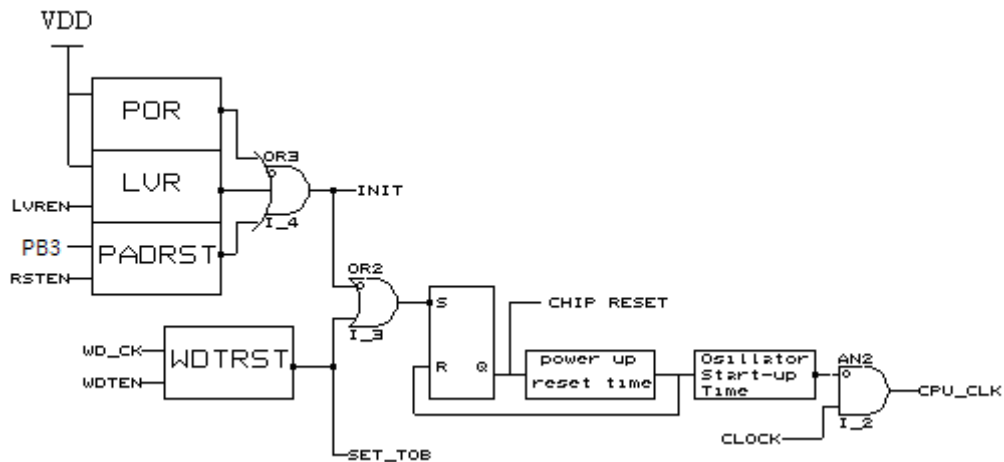 VDD
POR
OR3
LVR
INIT
LVREN
I_4
PB3
PADRST
RSTEN
OR2
S
CHIP RESET
I_3
WD_CK
WDTRST
WDTEN
R
Q
power up
reset time
Osillator
Start-up
Time
AN2
CPU_CLK
I_2
CLOCK
SET_TOB